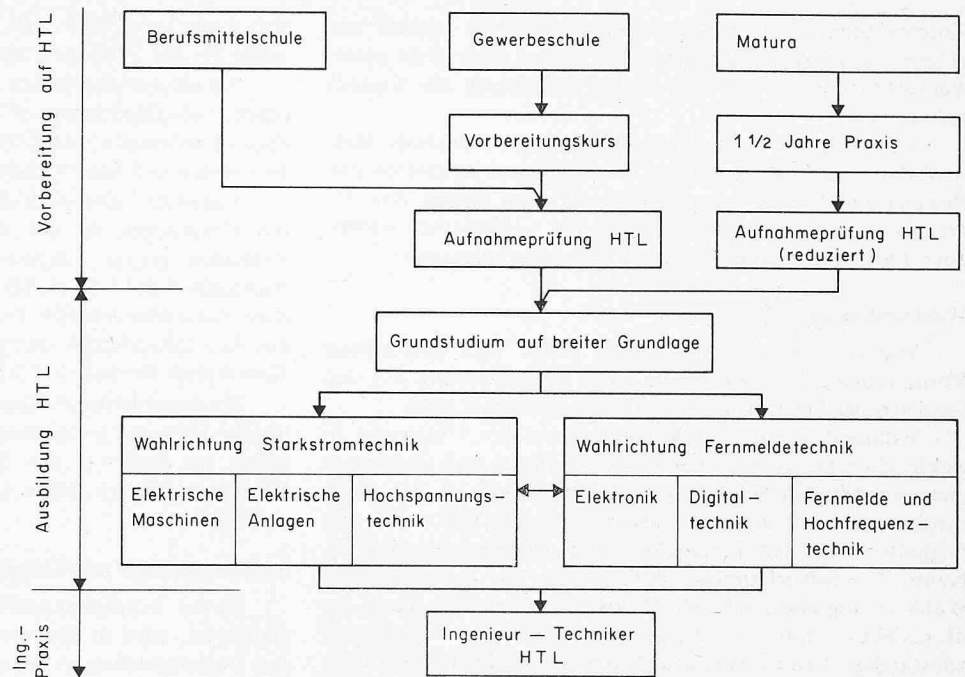 Vorbereitung auf HTL
Berufsmittelschule
Gewerbeschule
Matura
Vorbereitungskurs
1 1/2 Jahre Praxis
Aufnahmeprüfung HTL
Aufnahmeprüfung HTL
(reduziert)
Ausbildung HTL
Grundstudium auf breiter Grundlage
Wahlrichtung Starkstromtechnik
Elektrische
Maschinen
Elektrische
Anlagen
Hochspannungs-
technik
Wahlrichtung Fernmeldetechnik
Elektronik
Digital-
technik
Fernmelde und
Hochfrequenz-
technik
Ing.-
Praxis
Ingenieur — Techniker
HTL